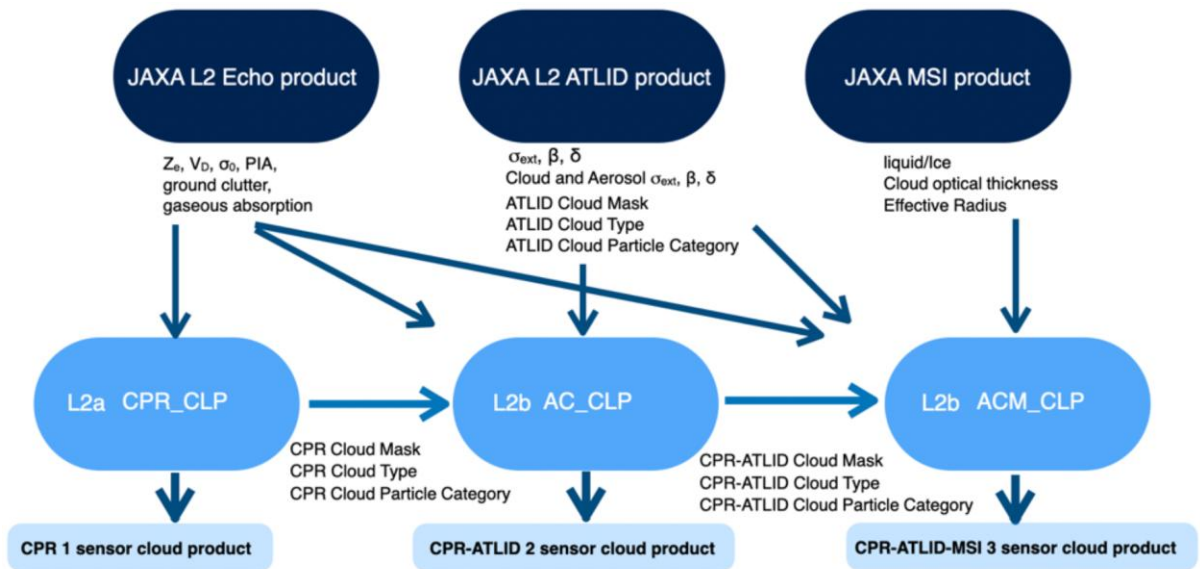 JAXA L2 Echo product
JAXA L2 ATLID product
JAXA MSI product
Zₑ, V_D, σ₀, PIA,
ground clutter,
gaseous absorption
σₑₓₜ, β, δ
Cloud and Aerosol σₑₓₜ, β, δ
ATLID Cloud Mask
ATLID Cloud Type
ATLID Cloud Particle Category
liquid/Ice
Cloud optical thickness
Effective Radius
L2a CPR_CLP
L2b AC_CLP
L2b ACM_CLP
CPR Cloud Mask
CPR Cloud Type
CPR Cloud Particle Category
CPR-ATLID Cloud Mask
CPR-ATLID Cloud Type
CPR-ATLID Cloud Particle Category
CPR 1 sensor cloud product
CPR-ATLID 2 sensor cloud product
CPR-ATLID-MSI 3 sensor cloud product